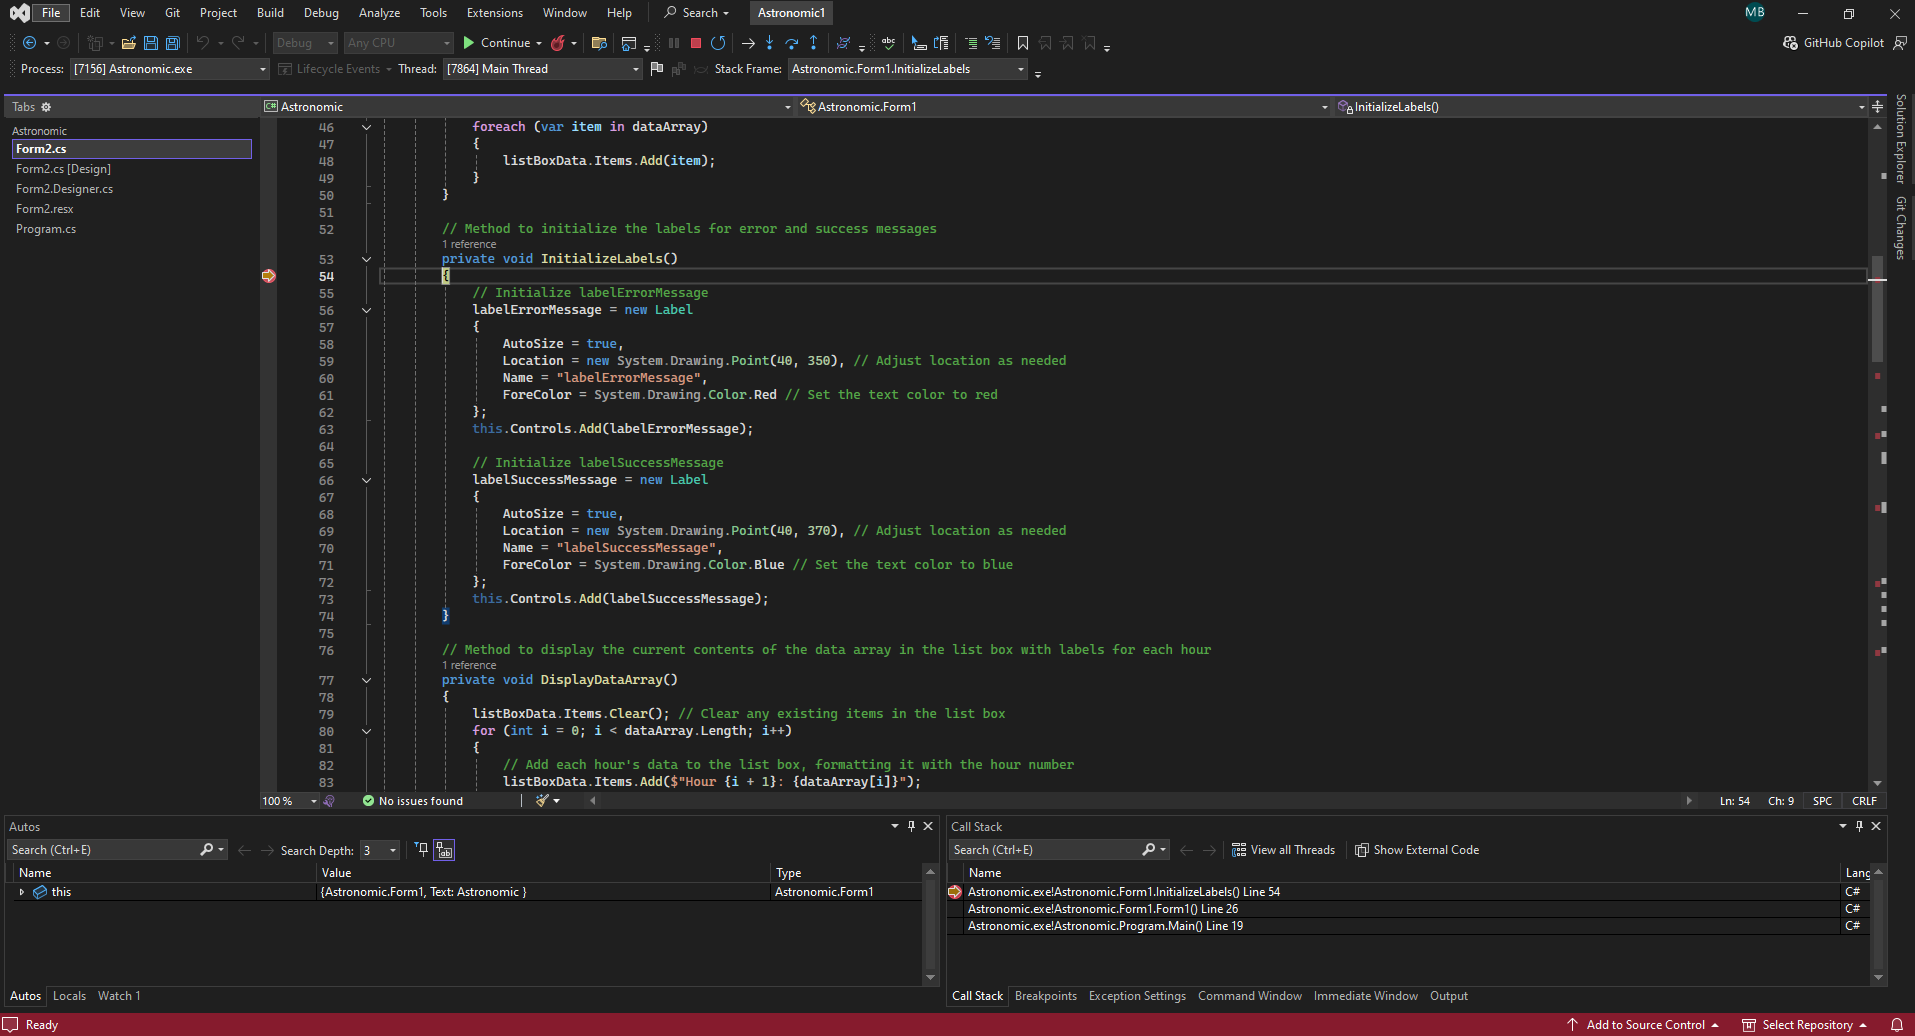 File Edit View Git Project Build Debug Analyze Tools Extensions Window Help Search Astronomic1 MB
Debug Any CPU Continue GitHub Copilot
Process: [7156] Astronomic.exe Lifecycle Events Thread: [7864] Main Thread Stack Frame: Astronomic.Form1.InitializeLabels
Tabs
Astronomic
Form2.cs
Form2.cs [Design]
Form2.Designer.cs
Form2.resx
Program.cs
C# Astronomic Astronomic.Form1 InitializeLabels()
46 foreach (var item in dataArray)
47 {
48 listBoxData.Items.Add(item);
49 }
50 }
51
52 // Method to initialize the labels for error and success messages
1 reference
53 private void InitializeLabels()
54 {
55 // Initialize labelErrorMessage
56 labelErrorMessage = new Label
57 {
58 AutoSize = true,
59 Location = new System.Drawing.Point(40, 350), // Adjust location as needed
60 Name = "labelErrorMessage",
61 ForeColor = System.Drawing.Color.Red // Set the text color to red
62 };
63 this.Controls.Add(labelErrorMessage);
64
65 // Initialize labelSuccessMessage
66 labelSuccessMessage = new Label
67 {
68 AutoSize = true,
69 Location = new System.Drawing.Point(40, 370), // Adjust location as needed
70 Name = "labelSuccessMessage",
71 ForeColor = System.Drawing.Color.Blue // Set the text color to blue
72 };
73 this.Controls.Add(labelSuccessMessage);
74 }
75
76 // Method to display the current contents of the data array in the list box with labels for each hour
1 reference
77 private void DisplayDataArray()
78 {
79 listBoxData.Items.Clear(); // Clear any existing items in the list box
80 for (int i = 0; i < dataArray.Length; i++)
81 {
82 // Add each hour's data to the list box, formatting it with the hour number
83 listBoxData.Items.Add($"Hour {i + 1}: {dataArray[i]}");
100 % No issues found Ln: 54 Ch: 9 SPC CRLF
Solution Explorer
Git Changes
Autos
Search (Ctrl+E) Search Depth: 3
Name Value Type
this {Astronomic.Form1, Text: Astronomic } Astronomic.Form1
Autos Locals Watch 1
Call Stack
Search (Ctrl+E) View all Threads Show External Code
Name Lang
Astronomic.exe!Astronomic.Form1.InitializeLabels() Line 54 C#
Astronomic.exe!Astronomic.Form1.Form1() Line 26 C#
Astronomic.exe!Astronomic.Program.Main() Line 19 C#
Call Stack Breakpoints Exception Settings Command Window Immediate Window Output
Ready Add to Source Control Select Repository